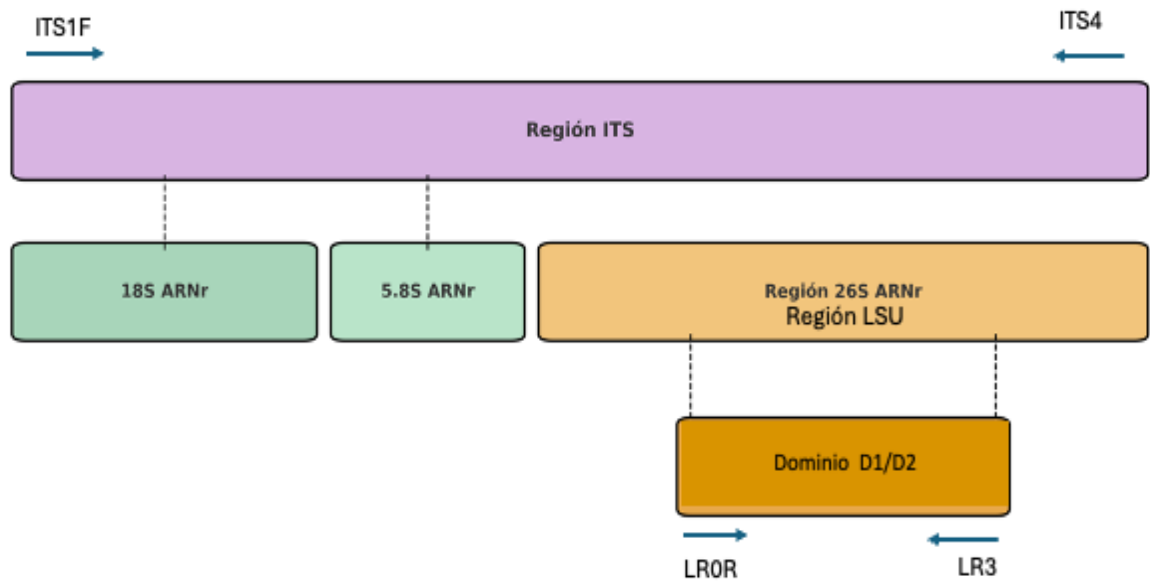 ITS1F
ITS4
Región ITS
18S ARNr
5.8S ARNr
Región 26S ARNr
Región LSU
Dominio D1/D2
LR0R
LR3